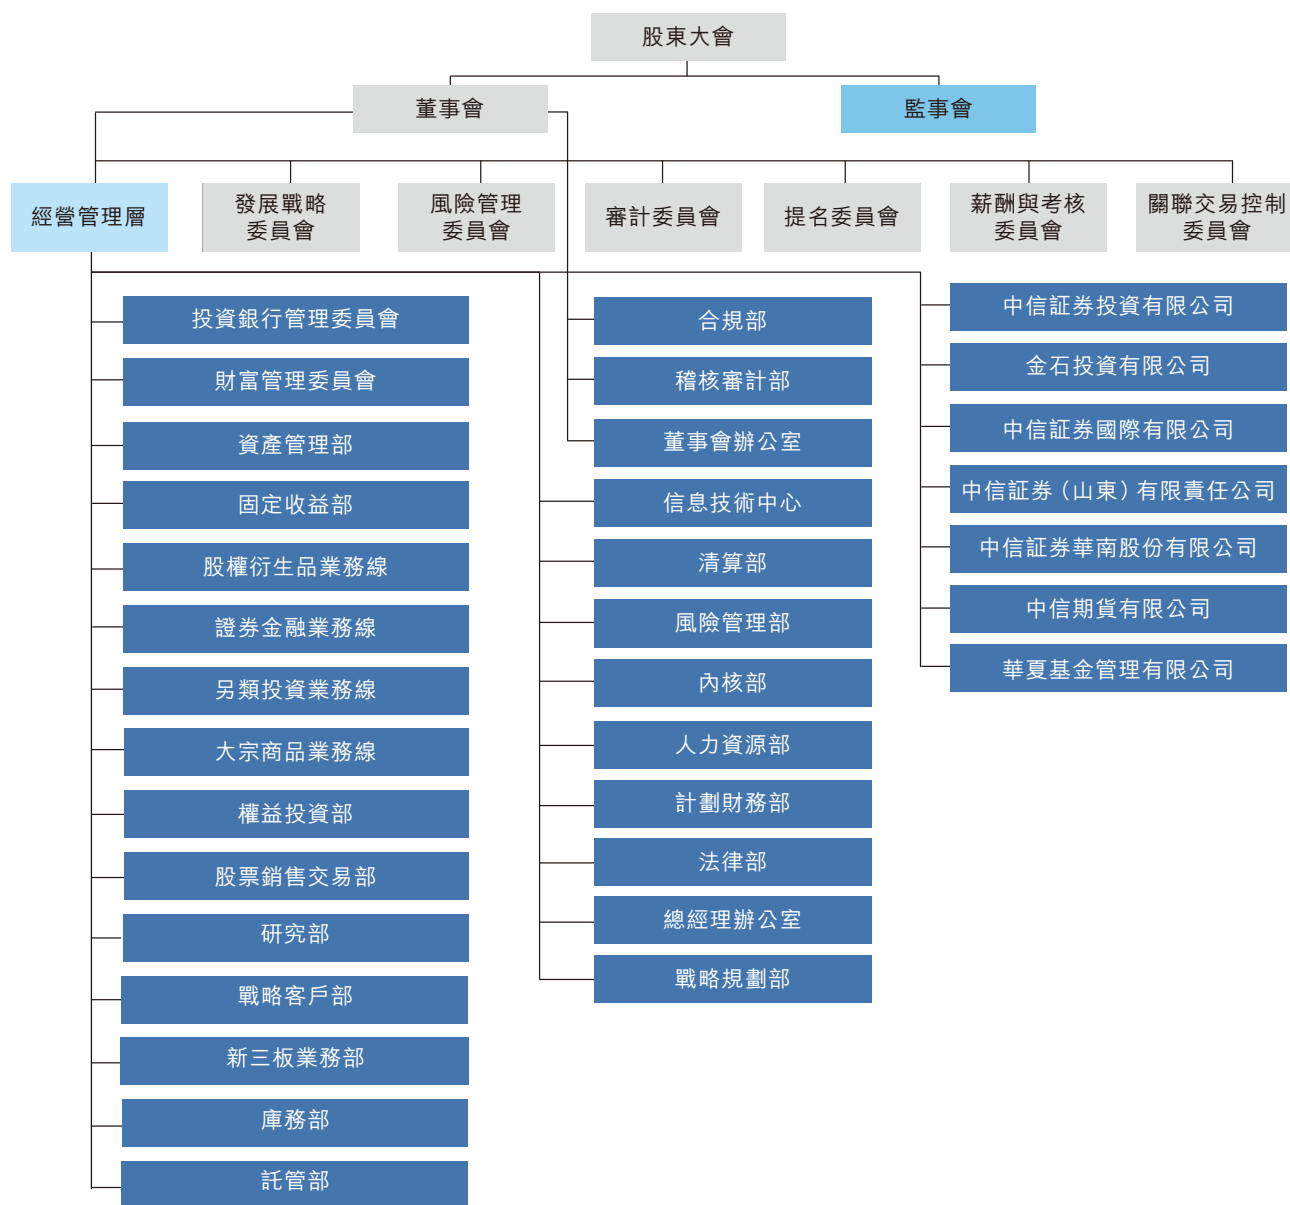 股東大會
董事會
監事會
經營管理層
發展戰略
委員會
風險管理
委員會
審計委員會
提名委員會
薪酬與考核
委員會
關聯交易控制
委員會
投資銀行管理委員會
財富管理委員會
資產管理部
固定收益部
股權衍生品業務線
證券金融業務線
另類投資業務線
大宗商品業務線
權益投資部
股票銷售交易部
研究部
戰略客戶部
新三板業務部
庫務部
託管部
合規部
稽核審計部
董事會辦公室
信息技術中心
清算部
風險管理部
內核部
人力資源部
計劃財務部
法律部
總經理辦公室
戰略規劃部
中信証券投資有限公司
金石投資有限公司
中信証券國際有限公司
中信証券（山東）有限責任公司
中信証券華南股份有限公司
中信期貨有限公司
華夏基金管理有限公司